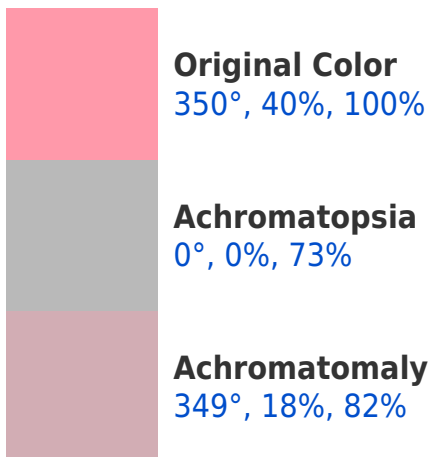 Original Color
350°, 40%, 100%
Achromatopsia
0°, 0%, 73%
Achromatomaly
349°, 18%, 82%